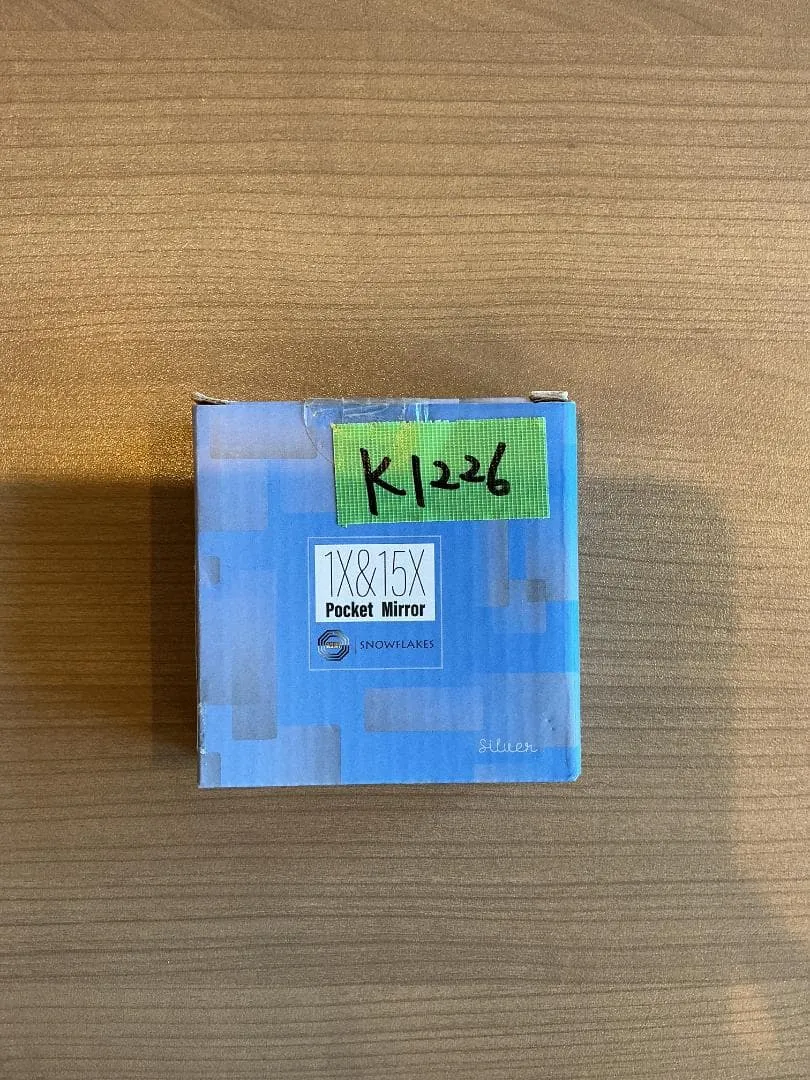 K1226
1X&15X
Pocket Mirror
SNOWFLAKES
Silver